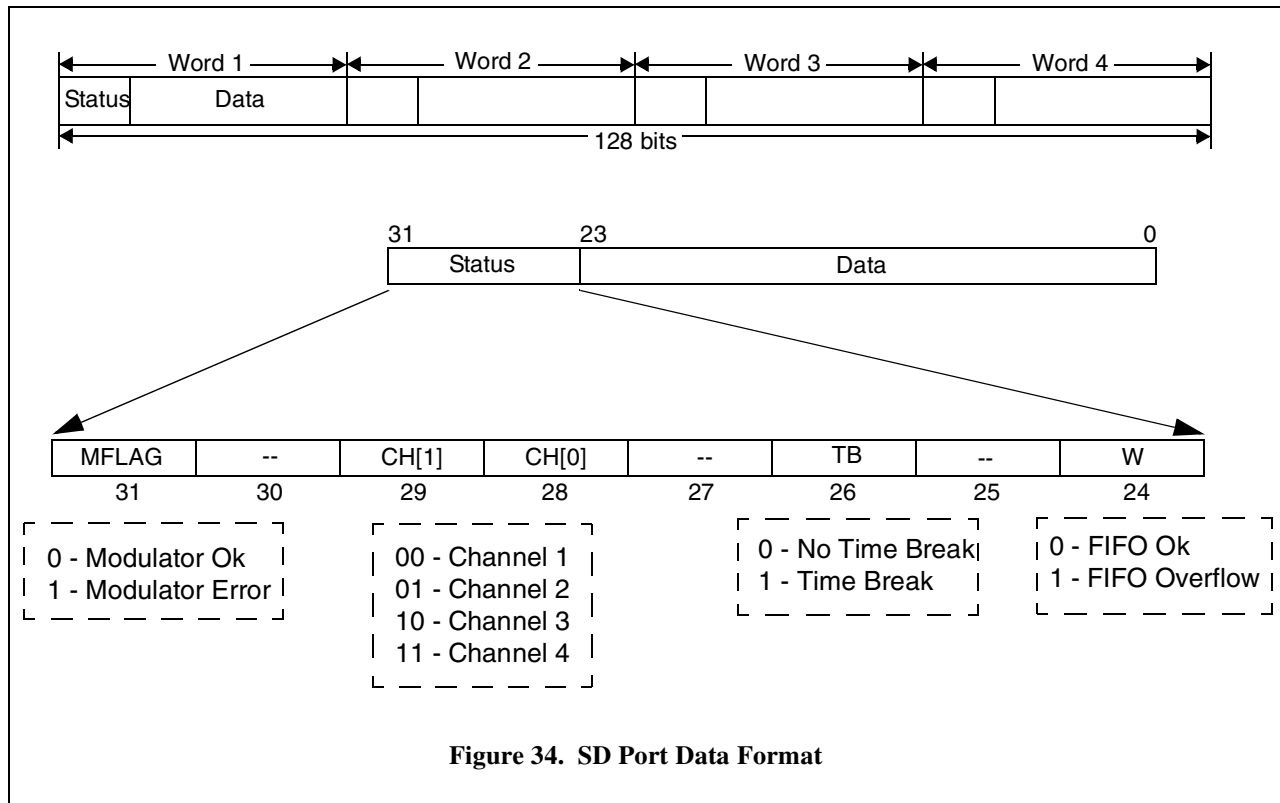 Word 1 Word 2 Word 3 Word 4
Status Data
128 bits
31 23 0
Status Data
MFLAG -- CH[1] CH[0] -- TB -- W
31 30 29 28 27 26 25 24
0 - Modulator Ok
1 - Modulator Error
00 - Channel 1
01 - Channel 2
10 - Channel 3
11 - Channel 4
0 - No Time Break
1 - Time Break
0 - FIFO Ok
1 - FIFO Overflow
Figure 34. SD Port Data Format